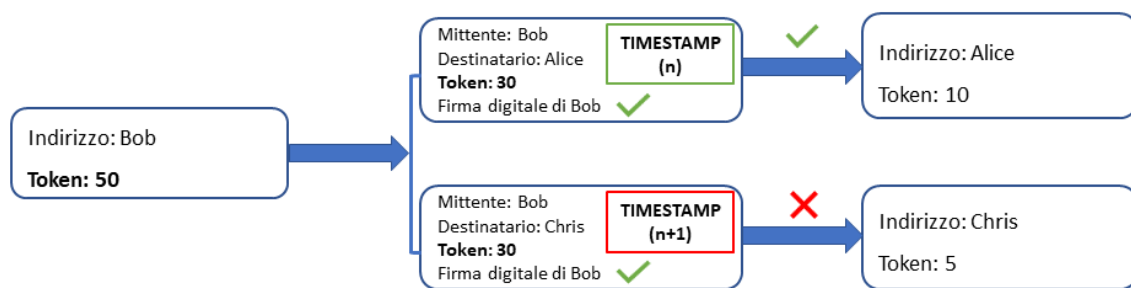 Indirizzo: Bob
Token: 50
Mittente: Bob
Destinatario: Alice
Token: 30
Firma digitale di Bob
TIMESTAMP
(n)
Indirizzo: Alice
Token: 10
Mittente: Bob
Destinatario: Chris
Token: 30
Firma digitale di Bob
TIMESTAMP
(n+1)
Indirizzo: Chris
Token: 5